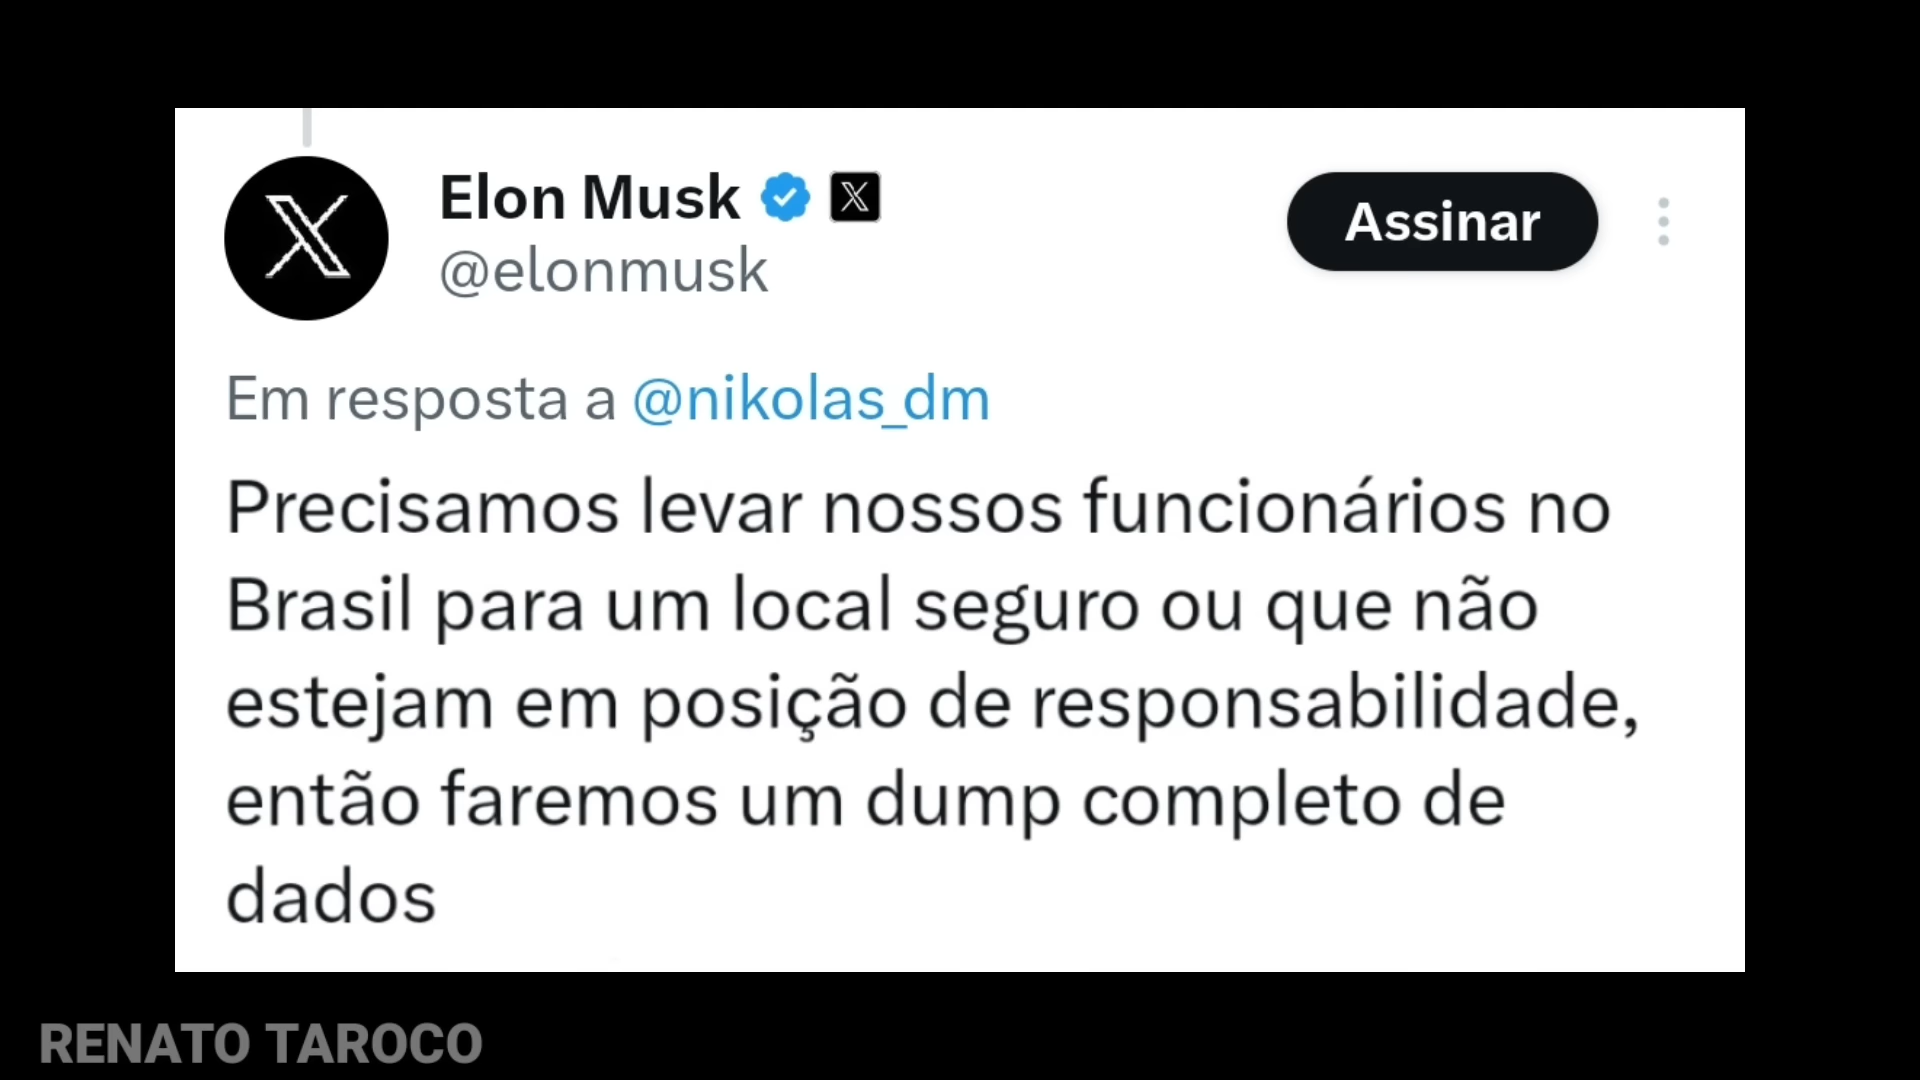 Elon Musk
Assinar
@elonmusk
Em resposta a @nikolas_dm
Precisamos levar nossos funcionários no
Brasil para um local seguro ou que não
estejam em posição de responsabilidade,
então faremos um dump completo de
dados
RENATO TAROCO